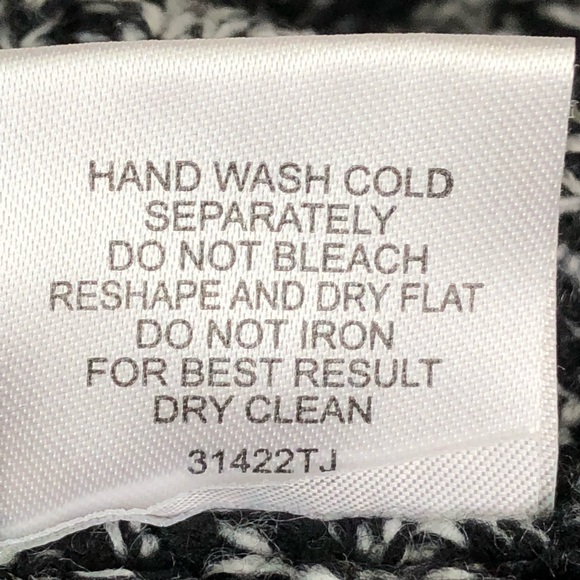 HAND WASH COLD
SEPARATELY
DO NOT BLEACH
RESHAPE AND DRY FLAT
DO NOT IRON
FOR BEST RESULT
DRY CLEAN
31422TJ